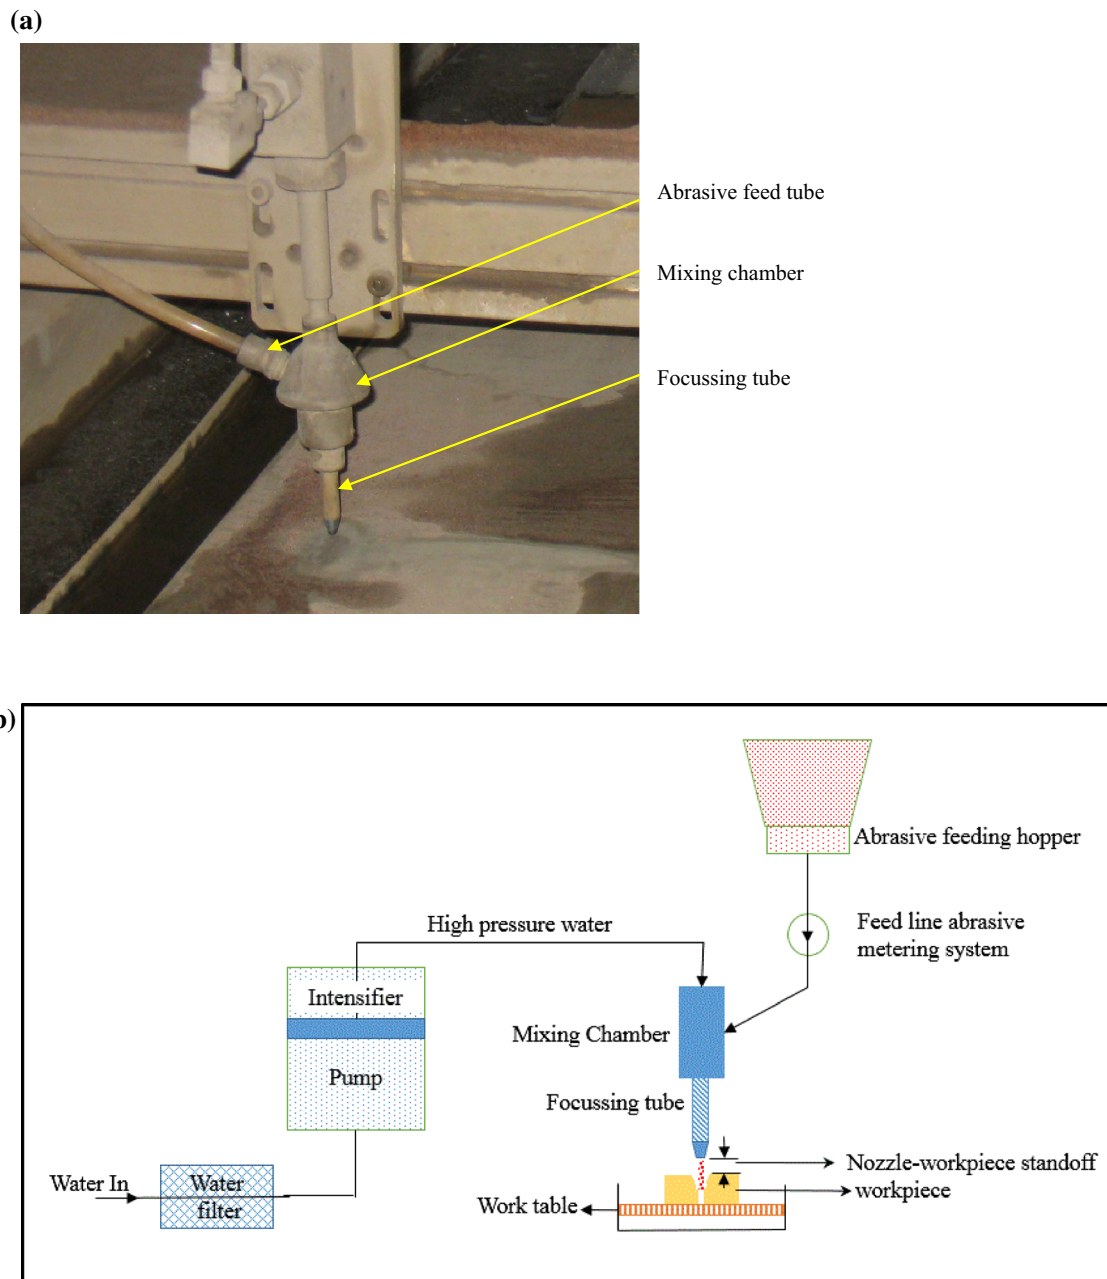 (a)
Abrasive feed tube
Mixing chamber
Focussing tube
b)
Abrasive feeding hopper
High pressure water
Feed line abrasive
metering system
Intensifier
Mixing Chamber
Pump
Focussing tube
Nozzle-workpiece standoff
workpiece
Water In
Water
filter
Work table